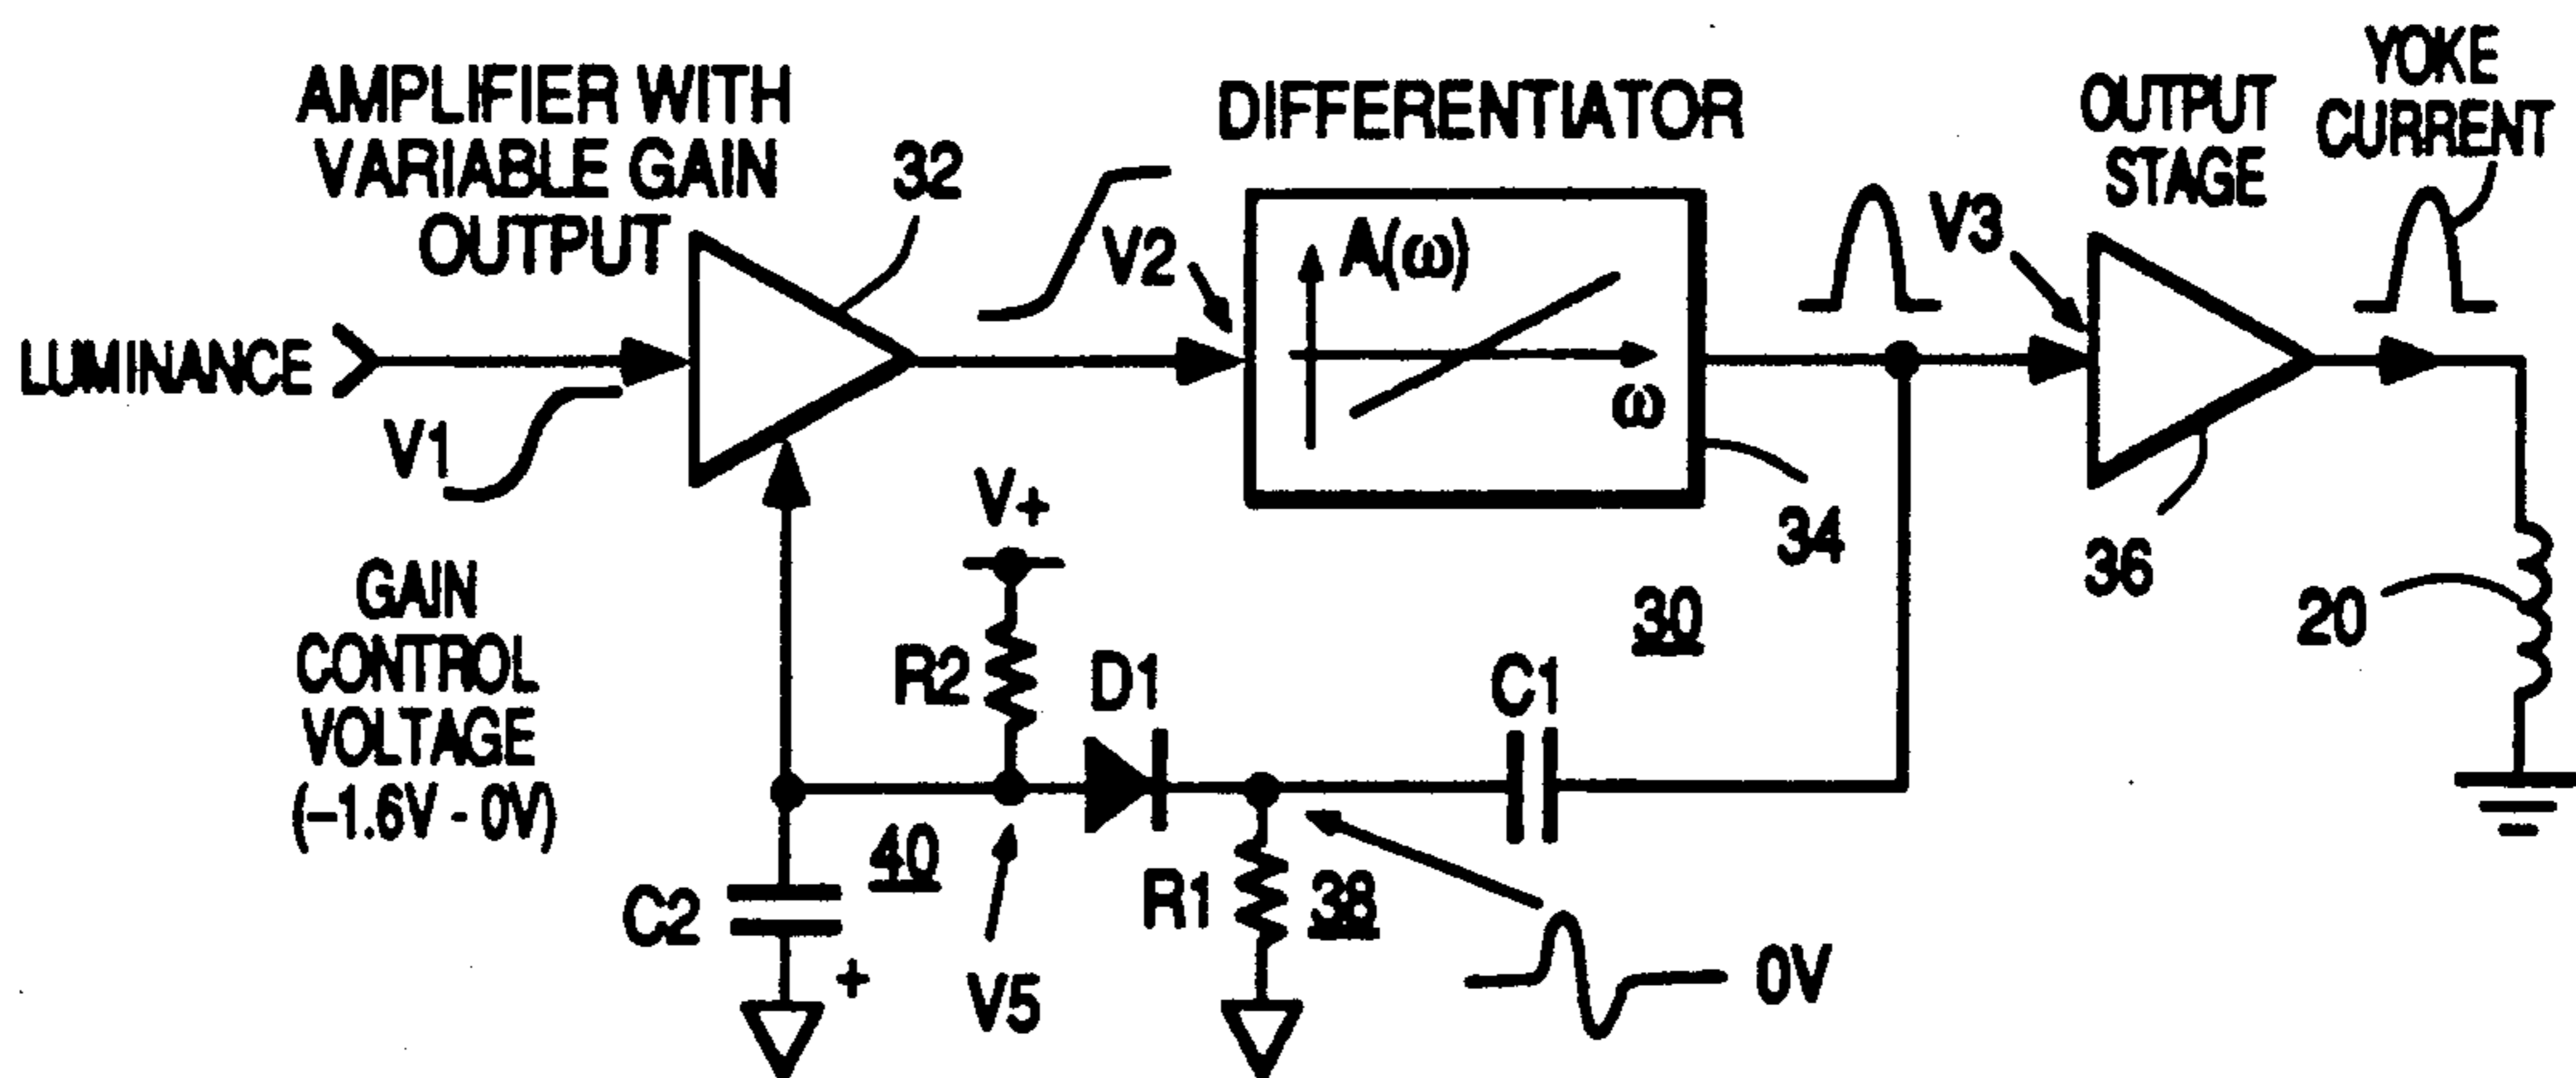 AMPLIFIER WITH
VARIABLE GAIN
OUTPUT
32
DIFFERENTIATOR
OUTPUT
STAGE
YOKE
CURRENT
LUMINANCE
V1
V2
A(ω)
ω
V3
34
36
20
30
GAIN
CONTROL
VOLTAGE
(–1.6V - 0V)
V+
R2
D1
C1
C2
+
40
V5
R1
38
0V